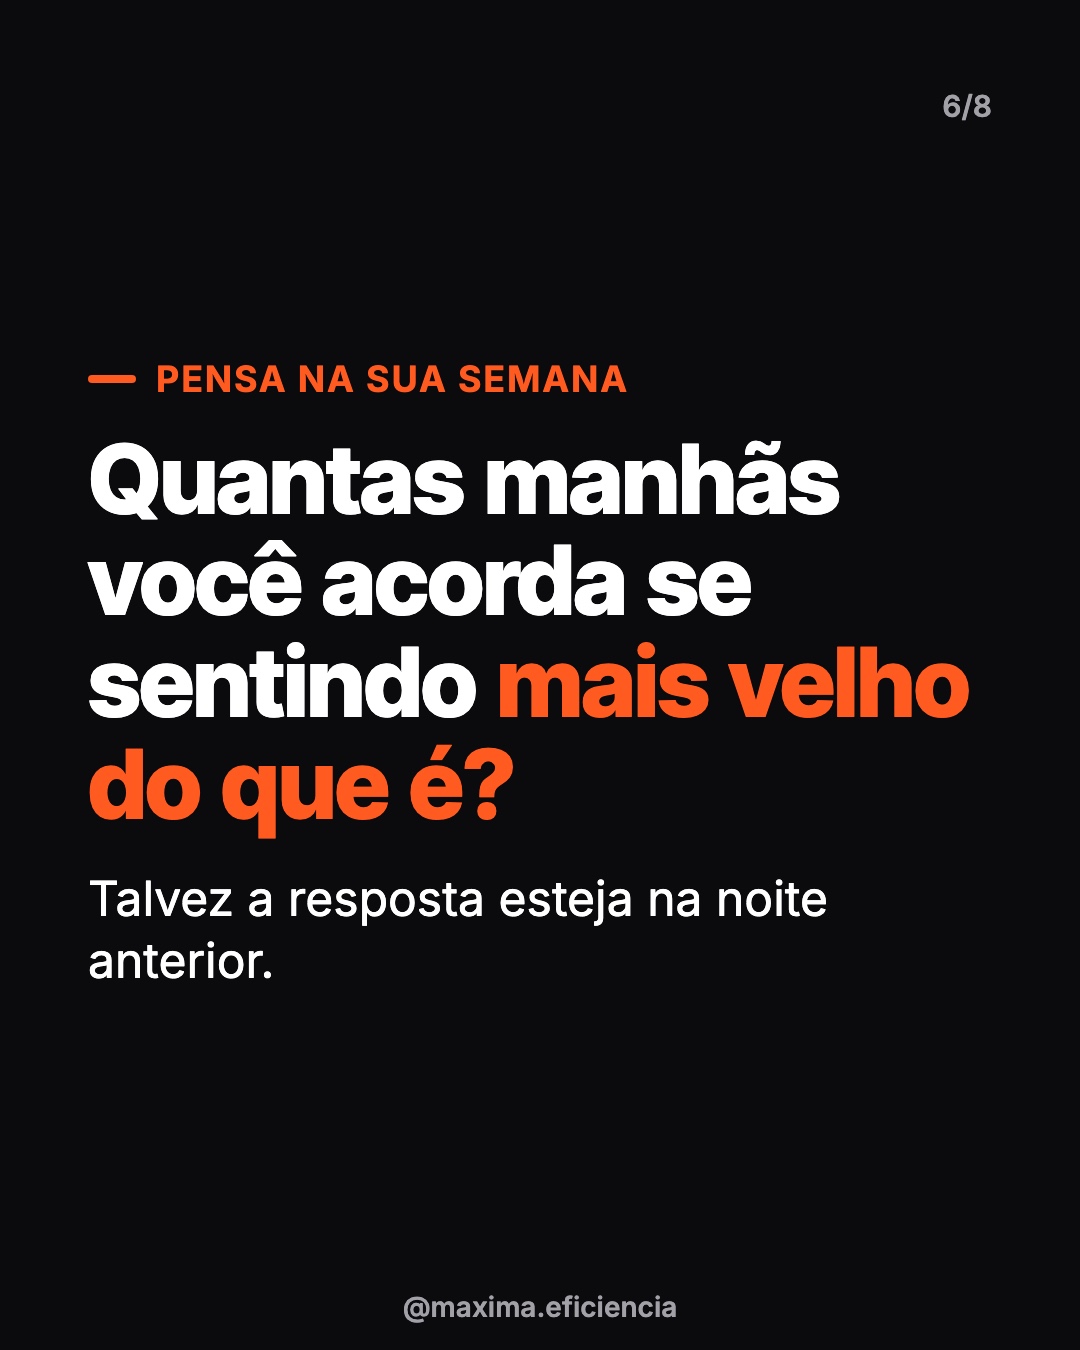 6/8
PENSA NA SUA SEMANA
Quantas manhãs
você acorda se
sentindo mais velho
do que é?
Talvez a resposta esteja na noite
anterior.
@maxima.eficiencia